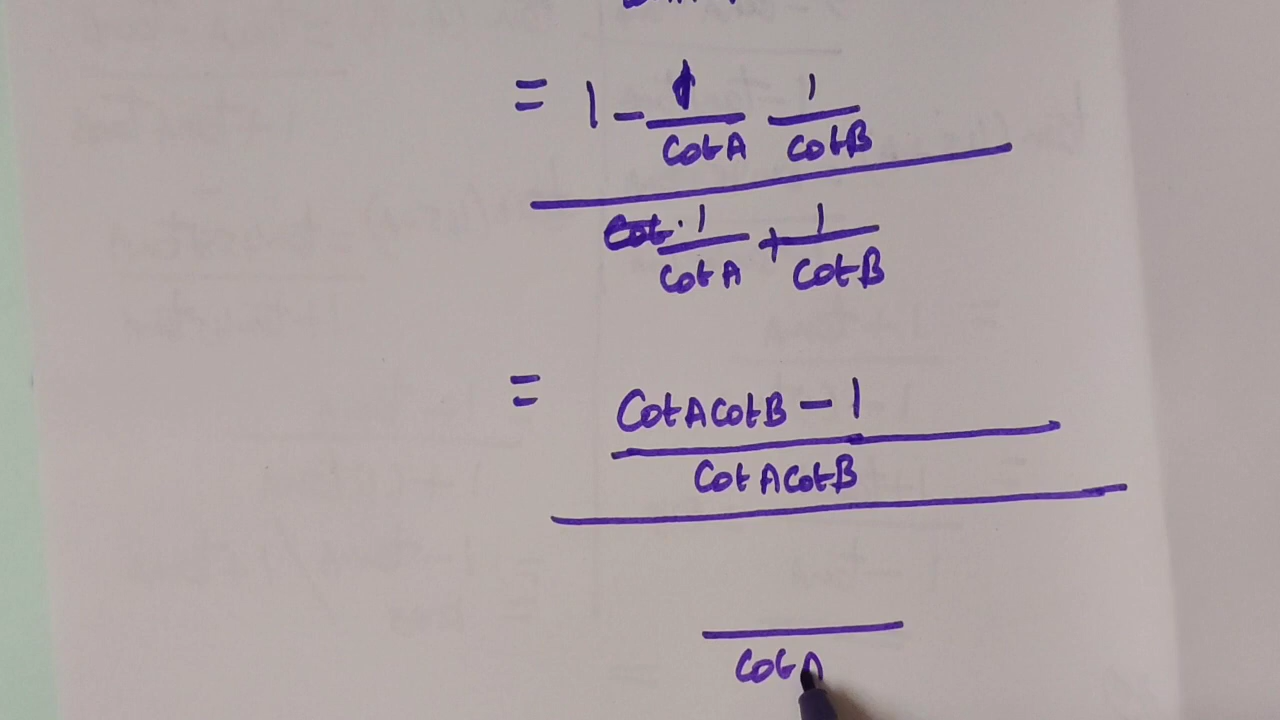 = 1 - 1/cotA 1/cotB
1/cotA + 1/cotB
= CotAcotB - 1
CotAcotB
cotA